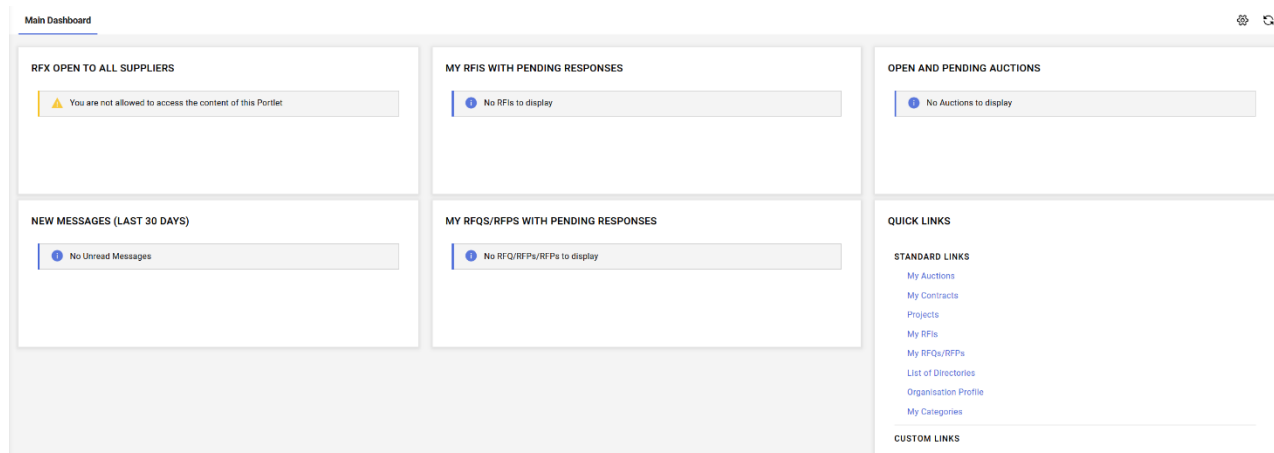 Main Dashboard
RFX OPEN TO ALL SUPPLIERS
You are not allowed to access the content of this Portlet
MY RFIS WITH PENDING RESPONSES
No RFIs to display
OPEN AND PENDING AUCTIONS
No Auctions to display
NEW MESSAGES (LAST 30 DAYS)
No Unread Messages
MY RFQS/RFPS WITH PENDING RESPONSES
No RFQ/RFPs/RFPs to display
QUICK LINKS
STANDARD LINKS
My Auctions
My Contracts
Projects
My RFIs
My RFQs/RFPs
List of Directories
Organisation Profile
My Categories
CUSTOM LINKS